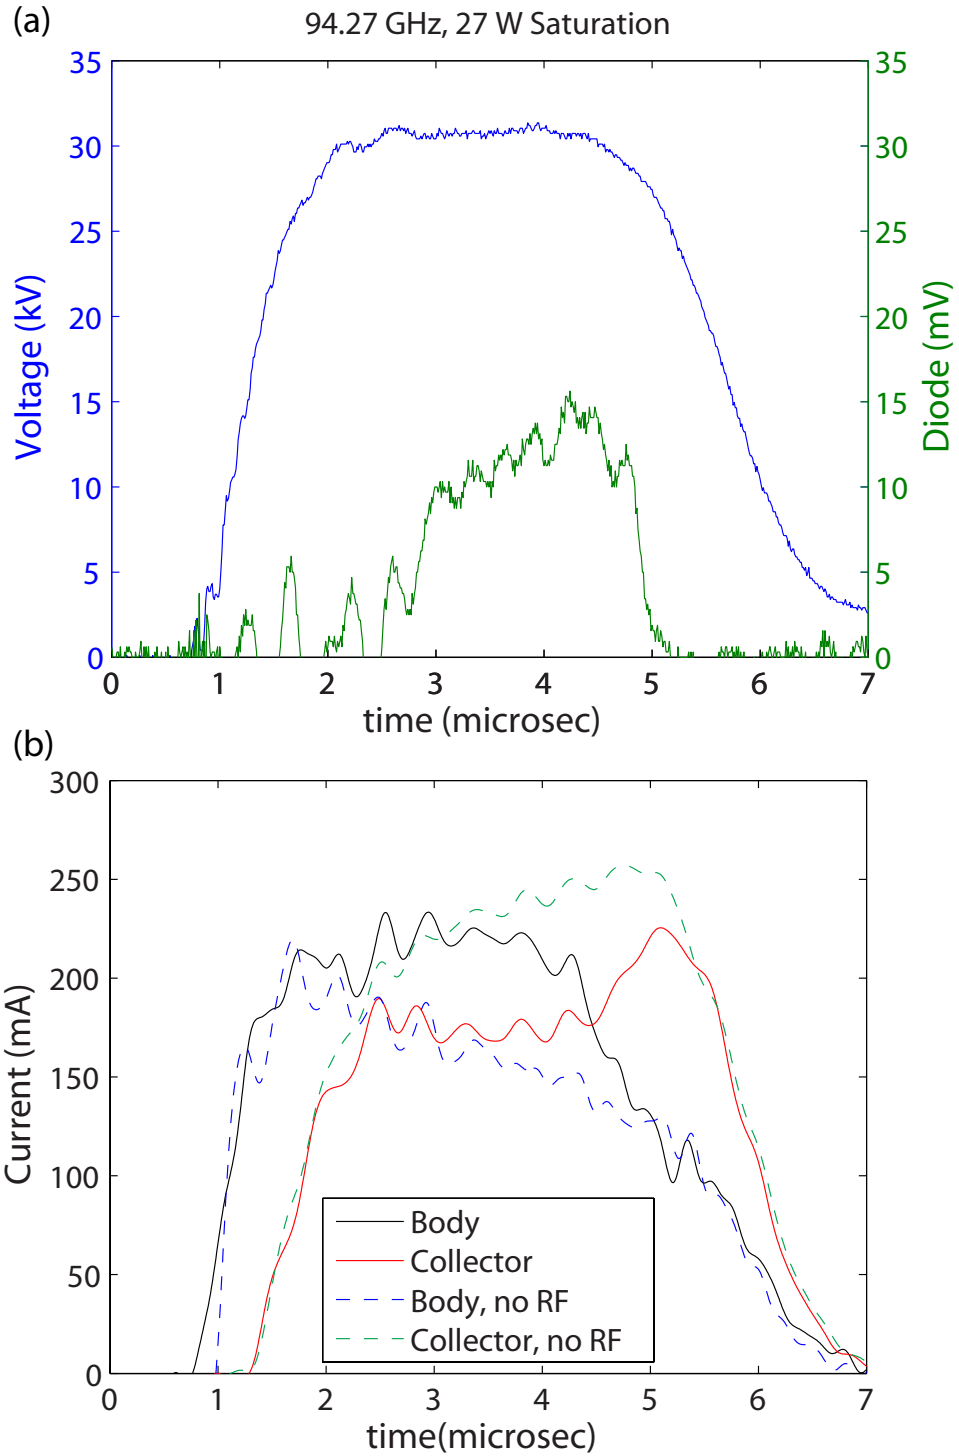 (a)
94.27 GHz, 27 W Saturation
35
30
25
20
15
10
5
0
Voltage (kV)
35
30
25
20
15
10
5
0
Diode (mV)
0 1 2 3 4 5 6 7
time (microsec)
(b)
300
250
200
150
100
50
0
Current (mA)
Body
Collector
Body, no RF
Collector, no RF
0 1 2 3 4 5 6 7
time(microsec)